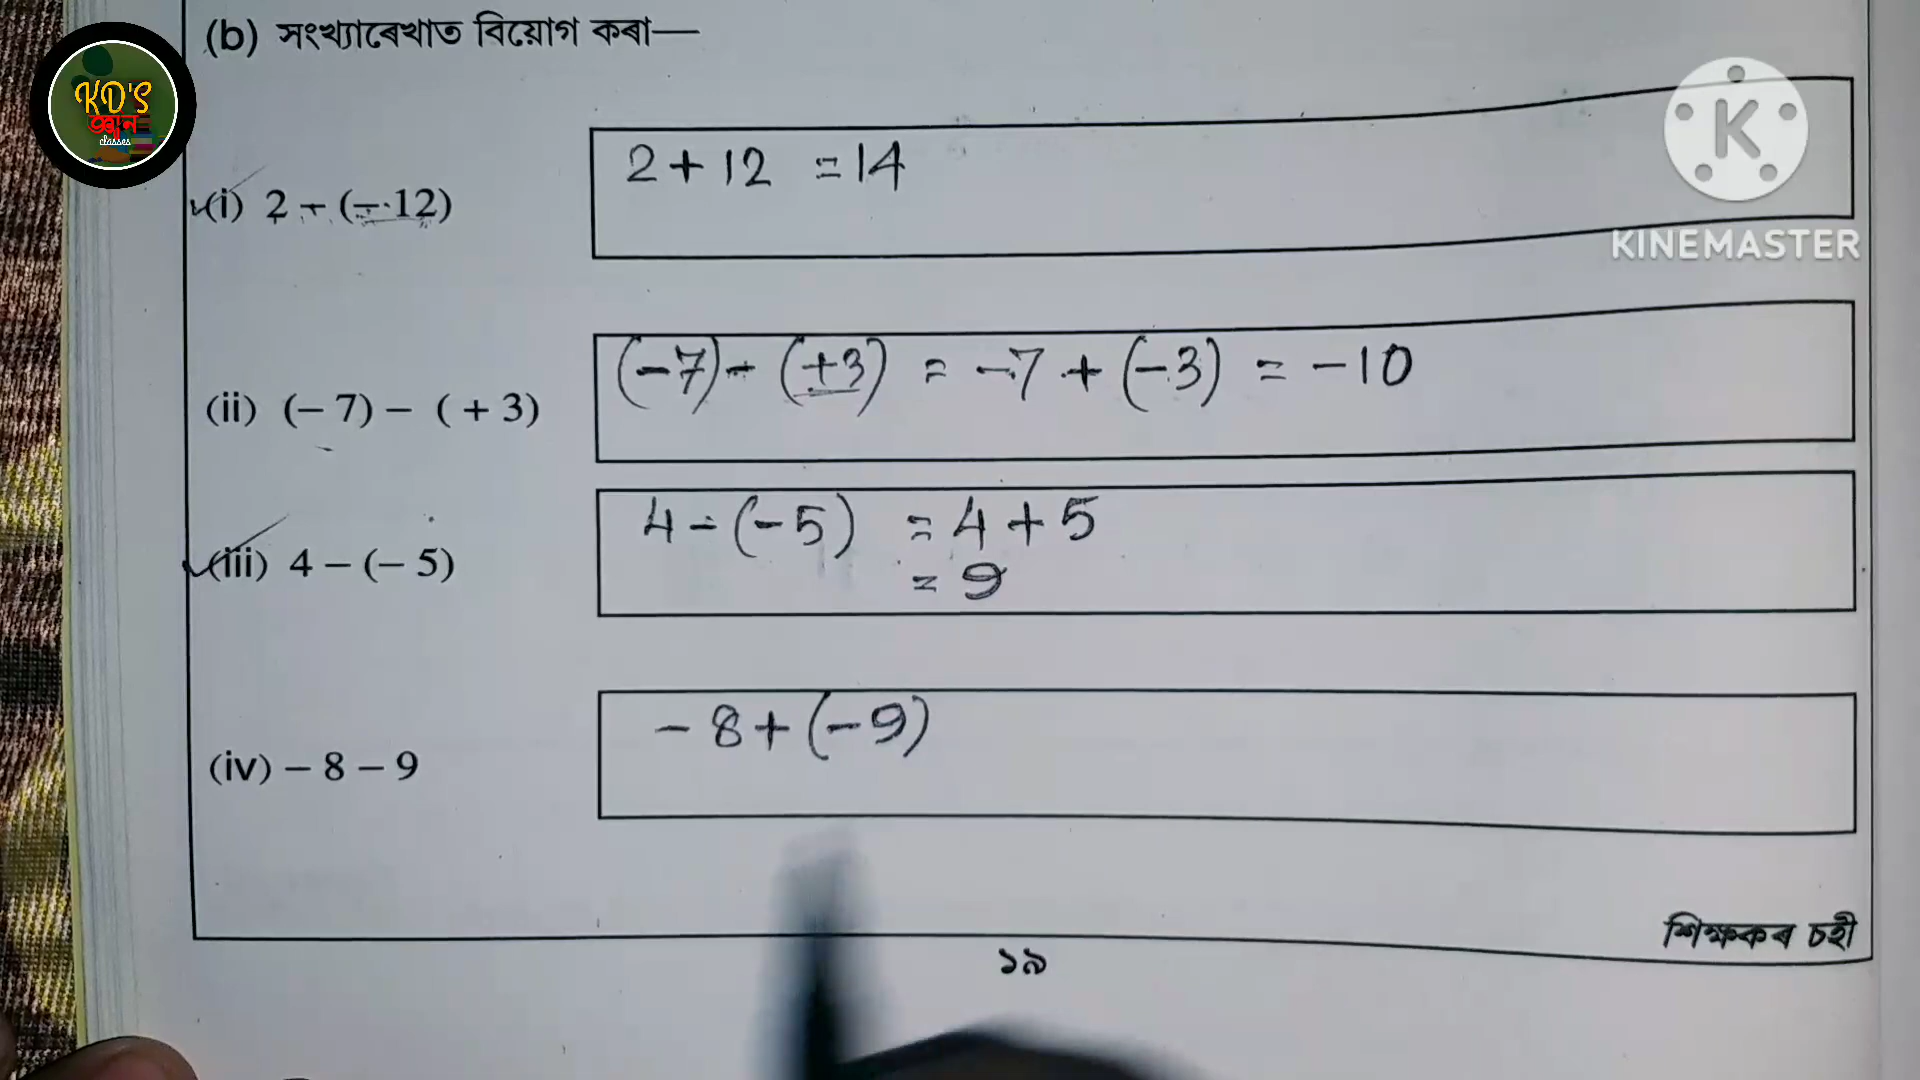 (b) সংখ্যাৰেখাত বিয়োগ কৰা—
KD'S
জ্ঞান
classes
K
KINEMASTER
(i) 2 – (– 12)
2 + 12 = 14
(ii) (– 7) – ( + 3)
(-7) - (+3) = -7 + (-3) = -10
(iii) 4 – (– 5)
4 - (-5) = 4 + 5
= 9
(iv) – 8 – 9
- 8 + (-9)
শিক্ষকৰ চহী
১৯